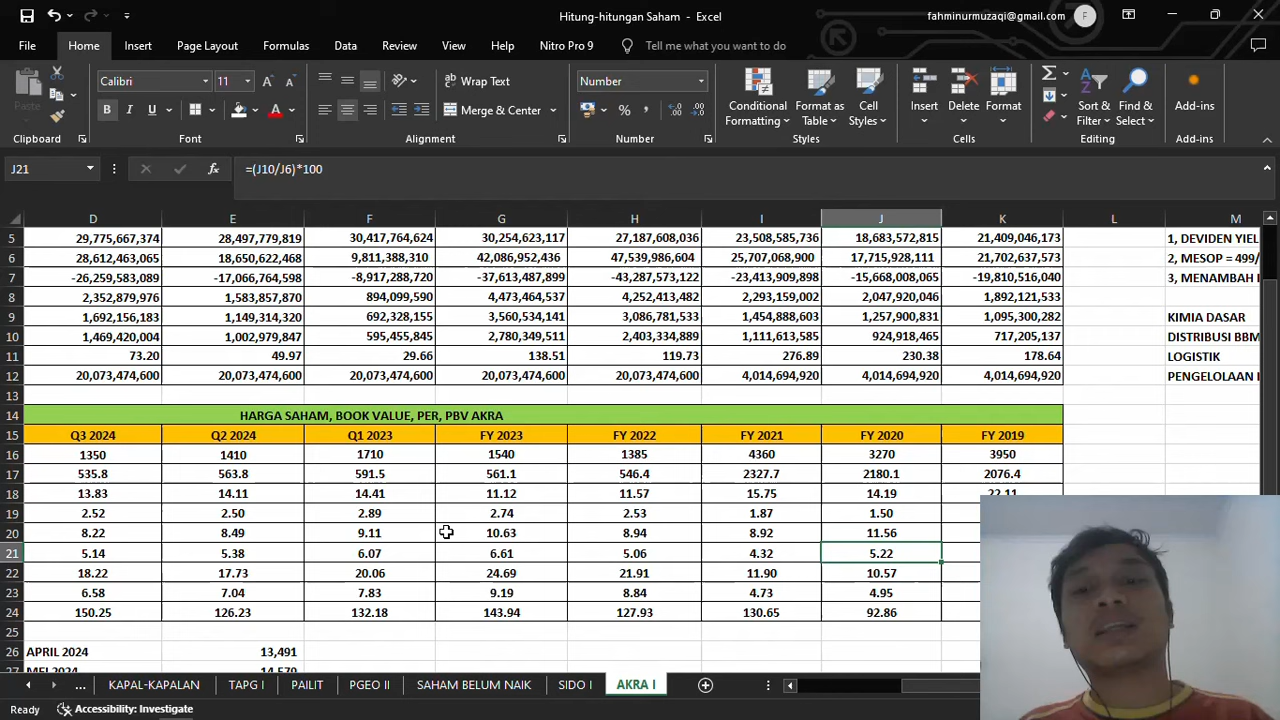 Hitung-hitungan Saham - Excel
fahminurmuzaqi@gmail.com F
File Home Insert Page Layout Formulas Data Review View Help Nitro Pro 9 Tell me what you want to do
Paste Calibri 11 Wrap Text Number Conditional Formatting Format as Table Cell Styles Insert Delete Format Sort & Filter Find & Select Add-ins
B I U Merge & Center
Clipboard Font Alignment Number Styles Cells Editing Add-ins
J21 fx =(J10/J6)*100
D E F G H I J K L M
5 29,775,667,374 28,497,779,819 30,417,764,624 30,254,623,117 27,187,608,036 23,508,585,736 18,683,572,815 21,409,046,173 1, DEVIDEN YIEL
6 28,612,463,065 18,650,622,468 9,811,388,310 42,086,952,436 47,539,986,604 25,707,068,900 17,715,928,111 21,702,637,573 2, MESOP = 499/
7 -26,259,583,089 -17,066,764,598 -8,917,288,720 -37,613,487,899 -43,287,573,122 -23,413,909,898 -15,668,008,065 -19,810,516,040 3, MENAMBAH
8 2,352,879,976 1,583,857,870 894,099,590 4,473,464,537 4,252,413,482 2,293,159,002 2,047,920,046 1,892,121,533
9 1,692,156,183 1,149,314,320 692,328,155 3,560,534,141 3,086,781,533 1,454,888,603 1,257,900,831 1,095,300,282 KIMIA DASAR
10 1,469,420,004 1,002,979,847 595,455,845 2,780,349,579 2,403,334,889 1,111,613,585 924,918,465 717,205,137 DISTRIBUSI BBM
11 73.20 49.97 29.66 138.51 119.73 276.89 230.38 178.64 LOGISTIK
12 20,073,474,600 20,073,474,600 20,073,474,600 20,073,474,600 20,073,474,600 4,014,694,920 4,014,694,920 4,014,694,920 PENGELOLAAN
13
14 HARGA SAHAM, BOOK VALUE, PER, PBV AKRA
15 Q3 2024 Q2 2024 Q1 2023 FY 2023 FY 2022 FY 2021 FY 2020 FY 2019
16 1350 1410 1710 1540 1385 4360 3270 3950
17 535.8 563.8 591.5 561.1 546.4 2327.7 2180.1 2076.4
18 13.83 14.11 14.41 11.12 11.57 15.75 14.19 22.11
19 2.52 2.50 2.89 2.74 2.53 1.87 1.50
20 8.22 8.49 9.11 10.63 8.94 8.92 11.56
21 5.14 5.38 6.07 6.61 5.06 4.32 5.22
22 18.22 17.73 20.06 24.69 21.91 11.90 10.57
23 6.58 7.04 7.83 9.19 8.84 4.73 4.95
24 150.25 126.23 132.18 143.94 127.93 130.65 92.86
25
26 APRIL 2024 13,491
27 MEI 2024 14,579
... KAPAL-KAPALAN TAPG I PAILIT PGEO II SAHAM BELUM NAIK SIDO I AKRA I
Ready Accessibility: Investigate